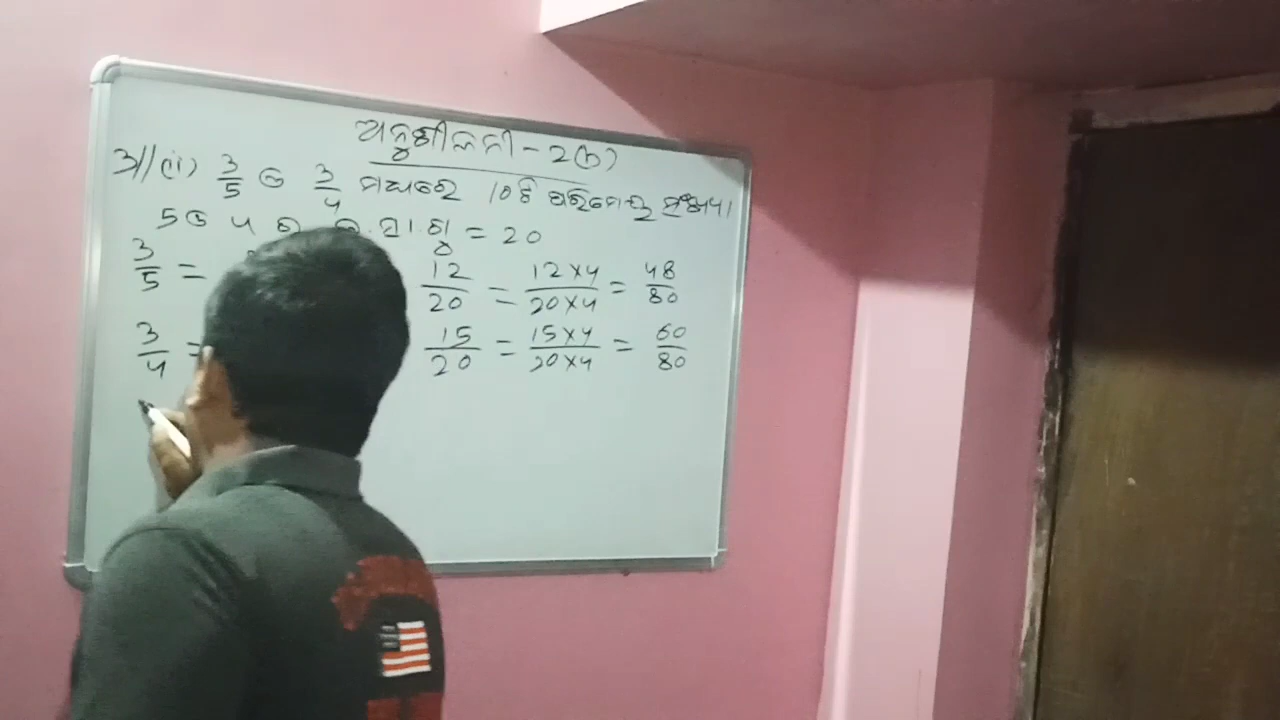 ଅନୁଶୀଳନୀ - 2(b)
3// (i) 3/5 ଓ 3/4 ମଧ୍ୟରେ 10ଟି ପରିମେୟ ସଂଖ୍ୟା
5 ଓ 4 ର ଲ.ସା.ଗୁ = 20
3/5 = 12/20 = 12×4/20×4 = 48/80
3/4 = 15/20 = 15×4/20×4 = 60/80